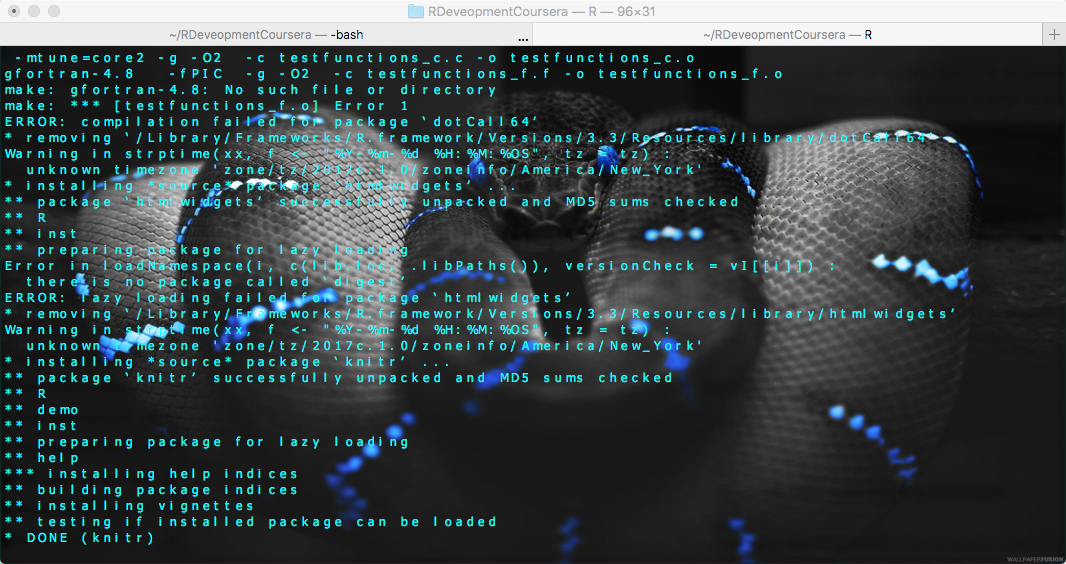 RDeveopmentCoursera — R — 96×31
~/RDeveopmentCoursera — -bash ... ~/RDeveopmentCoursera — R +
-mtune=core2 -g -O2 -c testfunctions_c.c -o testfunctions_c.o
gfortran-4.8 -fPIC -g -O2 -c testfunctions_f.f -o testfunctions_f.o
make: gfortran-4.8: No such file or directory
make: *** [testfunctions_f.o] Error 1
ERROR: compilation failed for package ‘dotCall64’
* removing ‘/Library/Frameworks/R.framework/Versions/3.3/Resources/library/dotCall64’
Warning in strptime(xx, f <- "%Y-%m-%d %H:%M:%OS", tz = tz) :
unknown timezone 'zone/tz/2017c.1.0/zoneinfo/America/New_York'
* installing *source* package ‘htmlwidgets’ ...
** package ‘htmlwidgets’ successfully unpacked and MD5 sums checked
** R
** inst
** preparing package for lazy loading
Error in loadNamespace(i, c(lib.loc, .libPaths()), versionCheck = vI[[i]]) :
there is no package called ‘digest’
ERROR: lazy loading failed for package ‘htmlwidgets’
* removing ‘/Library/Frameworks/R.framework/Versions/3.3/Resources/library/htmlwidgets’
Warning in strptime(xx, f <- "%Y-%m-%d %H:%M:%OS", tz = tz) :
unknown timezone 'zone/tz/2017c.1.0/zoneinfo/America/New_York'
* installing *source* package ‘knitr’ ...
** package ‘knitr’ successfully unpacked and MD5 sums checked
** R
** demo
** inst
** preparing package for lazy loading
** help
*** installing help indices
** building package indices
** installing vignettes
** testing if installed package can be loaded
* DONE (knitr)
WALLPAPERFUSION